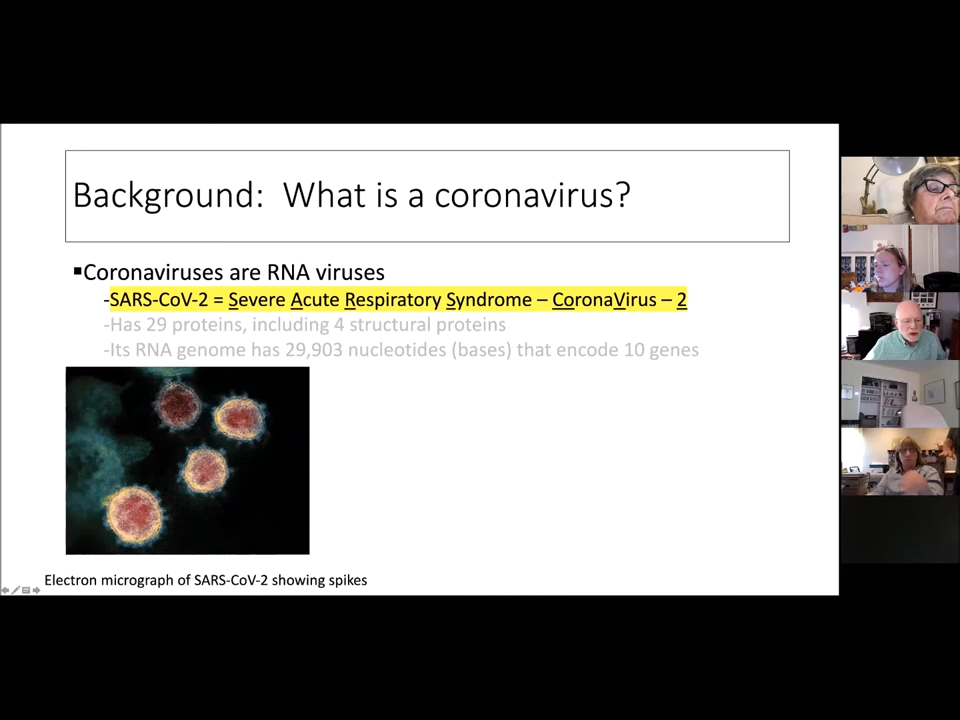 Background:  What is a coronavirus?
▪Coronaviruses are RNA viruses
-SARS-CoV-2 = Severe Acute Respiratory Syndrome – CoronaVirus – 2
-Has 29 proteins, including 4 structural proteins
-Its RNA genome has 29,903 nucleotides (bases) that encode 10 genes
Electron micrograph of SARS-CoV-2 showing spikes